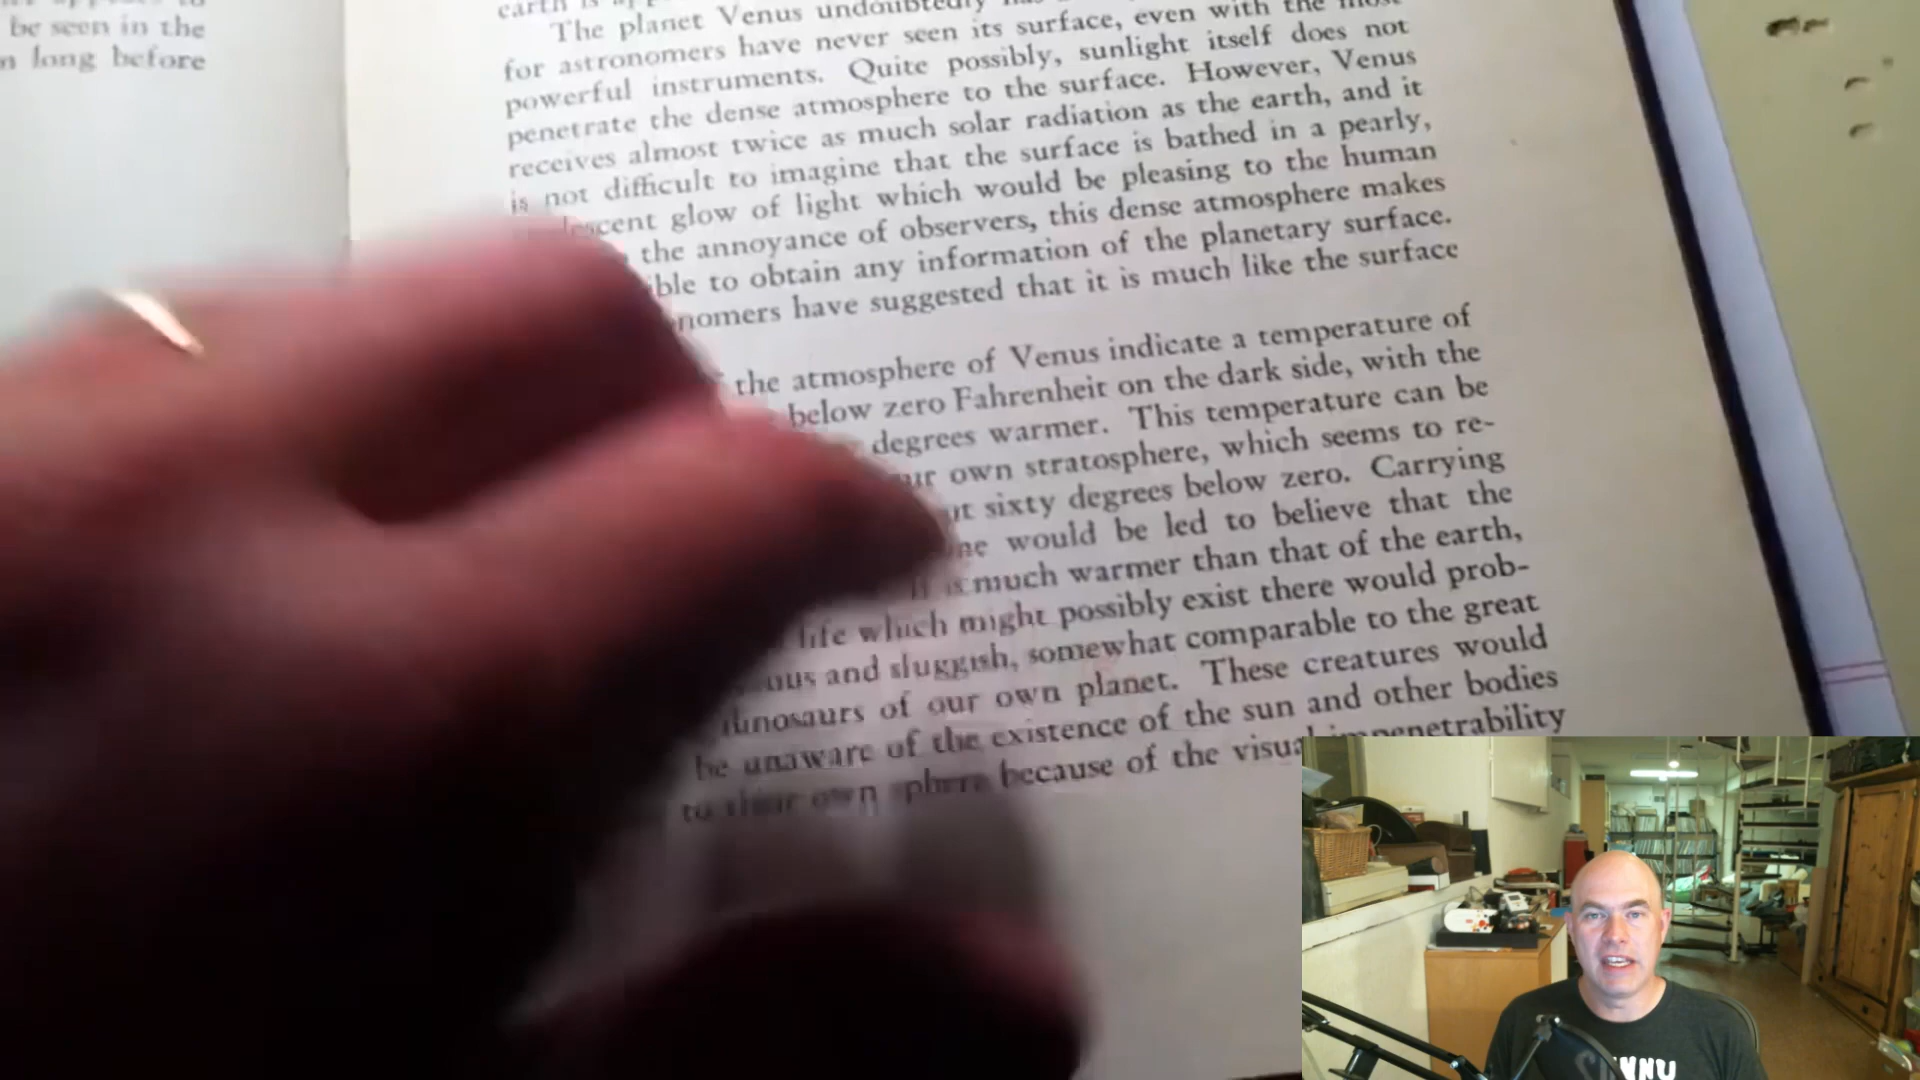 be seen in the
long before
earth is
The planet Venus undoubtedly
for astronomers have never seen its surface, even with the most
powerful instruments. Quite possibly, sunlight itself does not
penetrate the dense atmosphere to the surface. However, Venus
receives almost twice as much solar radiation as the earth, and it
is not difficult to imagine that the surface is bathed in a pearly,
glow of light which would be pleasing to the human
the annoyance of observers, this dense atmosphere makes
to obtain any information of the planetary surface.
have suggested that it is much like the surface
the atmosphere of Venus indicate a temperature of
below zero Fahrenheit on the dark side, with the
degrees warmer. This temperature can be
own stratosphere, which seems to re-
sixty degrees below zero. Carrying
would be led to believe that the
is much warmer than that of the earth,
life which might possibly exist there would prob-
and sluggish, somewhat comparable to the great
dinosaurs of our own planet. These creatures would
be unaware of the existence of the sun and other bodies
to their own sphere because of the visual impenetrability